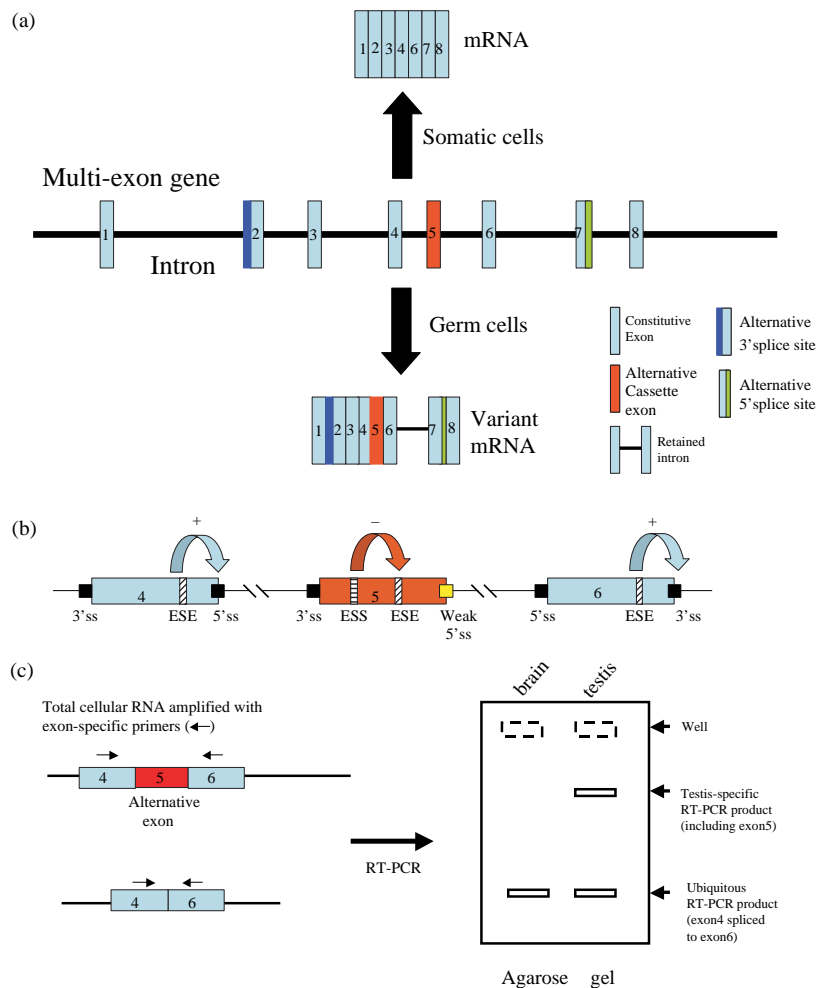 (a)
1 2 3 4 6 7 8
mRNA
Somatic cells
Multi-exon gene
1 2 3 4 5 6 7 8
Intron
Germ cells
1 2 3 4 5 6 7 8
Variant
mRNA
Constitutive
Exon
Alternative
3'splice site
Alternative
Cassette
exon
Alternative
5'splice site
Retained
intron
(b)
+ – +
4 5 6
3'ss ESE 5'ss 3'ss ESS ESE Weak
5'ss
5'ss ESE 3'ss
(c)
Total cellular RNA amplified with
exon-specific primers (←)
4 5 6
Alternative
exon
4 6
RT-PCR
brain testis
Well
Testis-specific
RT-PCR product
(including exon5)
Ubiquitous
RT-PCR product
(exon4 spliced
to exon6)
Agarose gel